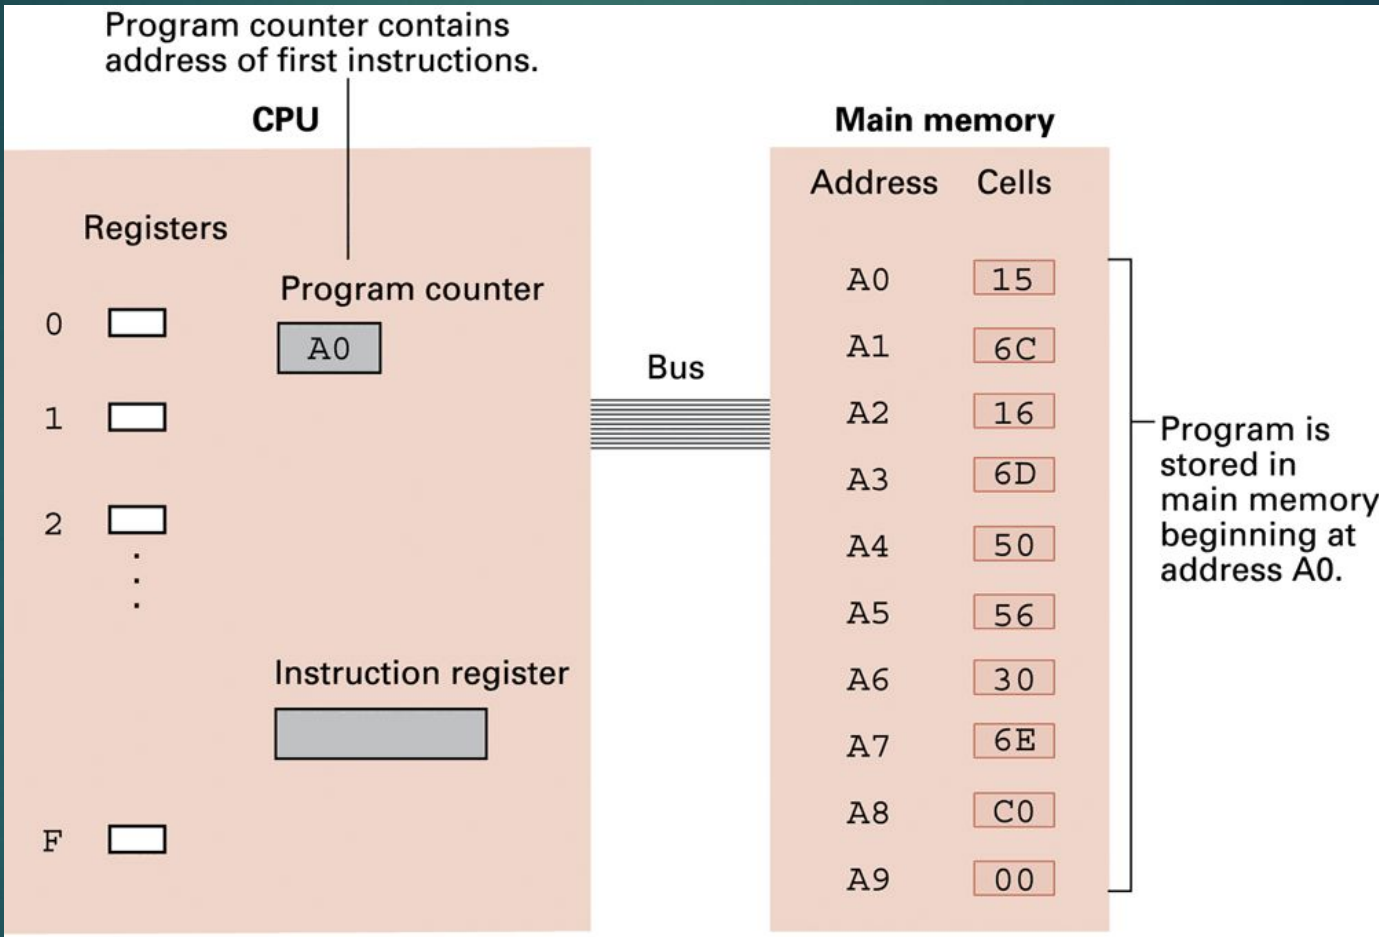 Program counter contains
address of first instructions.
CPU
Registers
0
1
2
F
Program counter
A0
Instruction register
Bus
Main memory
Address Cells
A0 15
A1 6C
A2 16
A3 6D
A4 50
A5 56
A6 30
A7 6E
A8 C0
A9 00
Program is
stored in
main memory
beginning at
address A0.